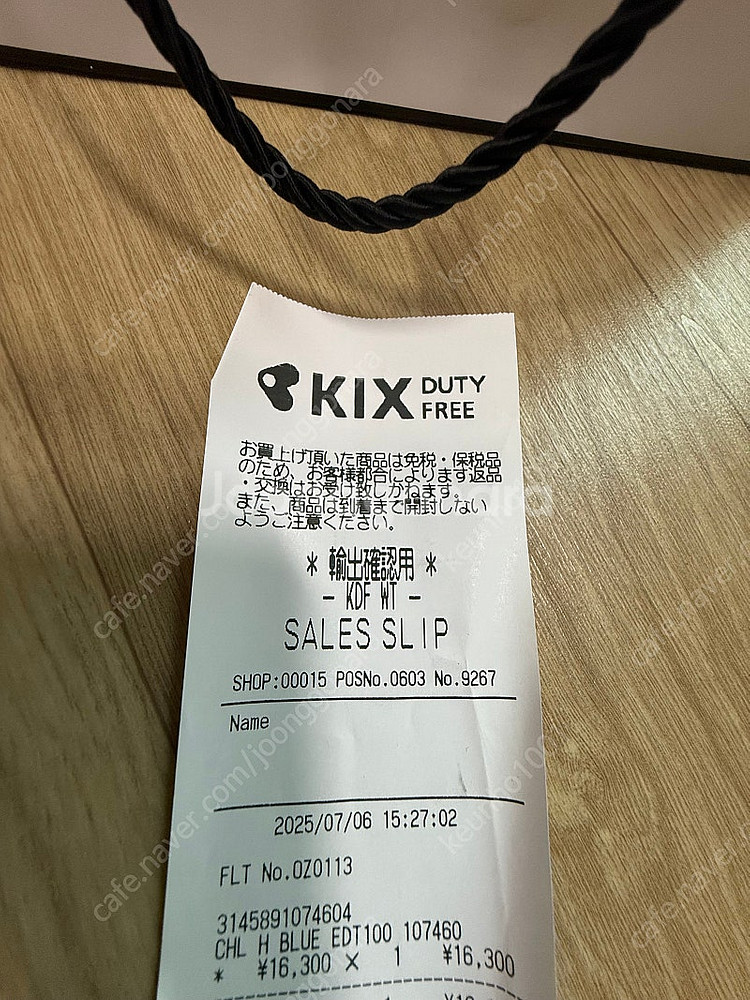 KIX DUTY FREE
お買上げ頂いた商品は免税・保税品
のため、お客様都合によります返品
・交換はお受け致しかねます。
また、商品は到着まで開封しない
ようご注意ください。
* 輸出確認用 *
- KDF WT -
SALES SLIP
SHOP:00015 POSNo.0603 No.9267
Name
2025/07/06 15:27:02
FLT No.OZ0113
3145891074604
CHL H BLUE EDT100 107460
* ¥16,300 × 1 ¥16,300
cafe.naver.com/joonggonara
keunho1001